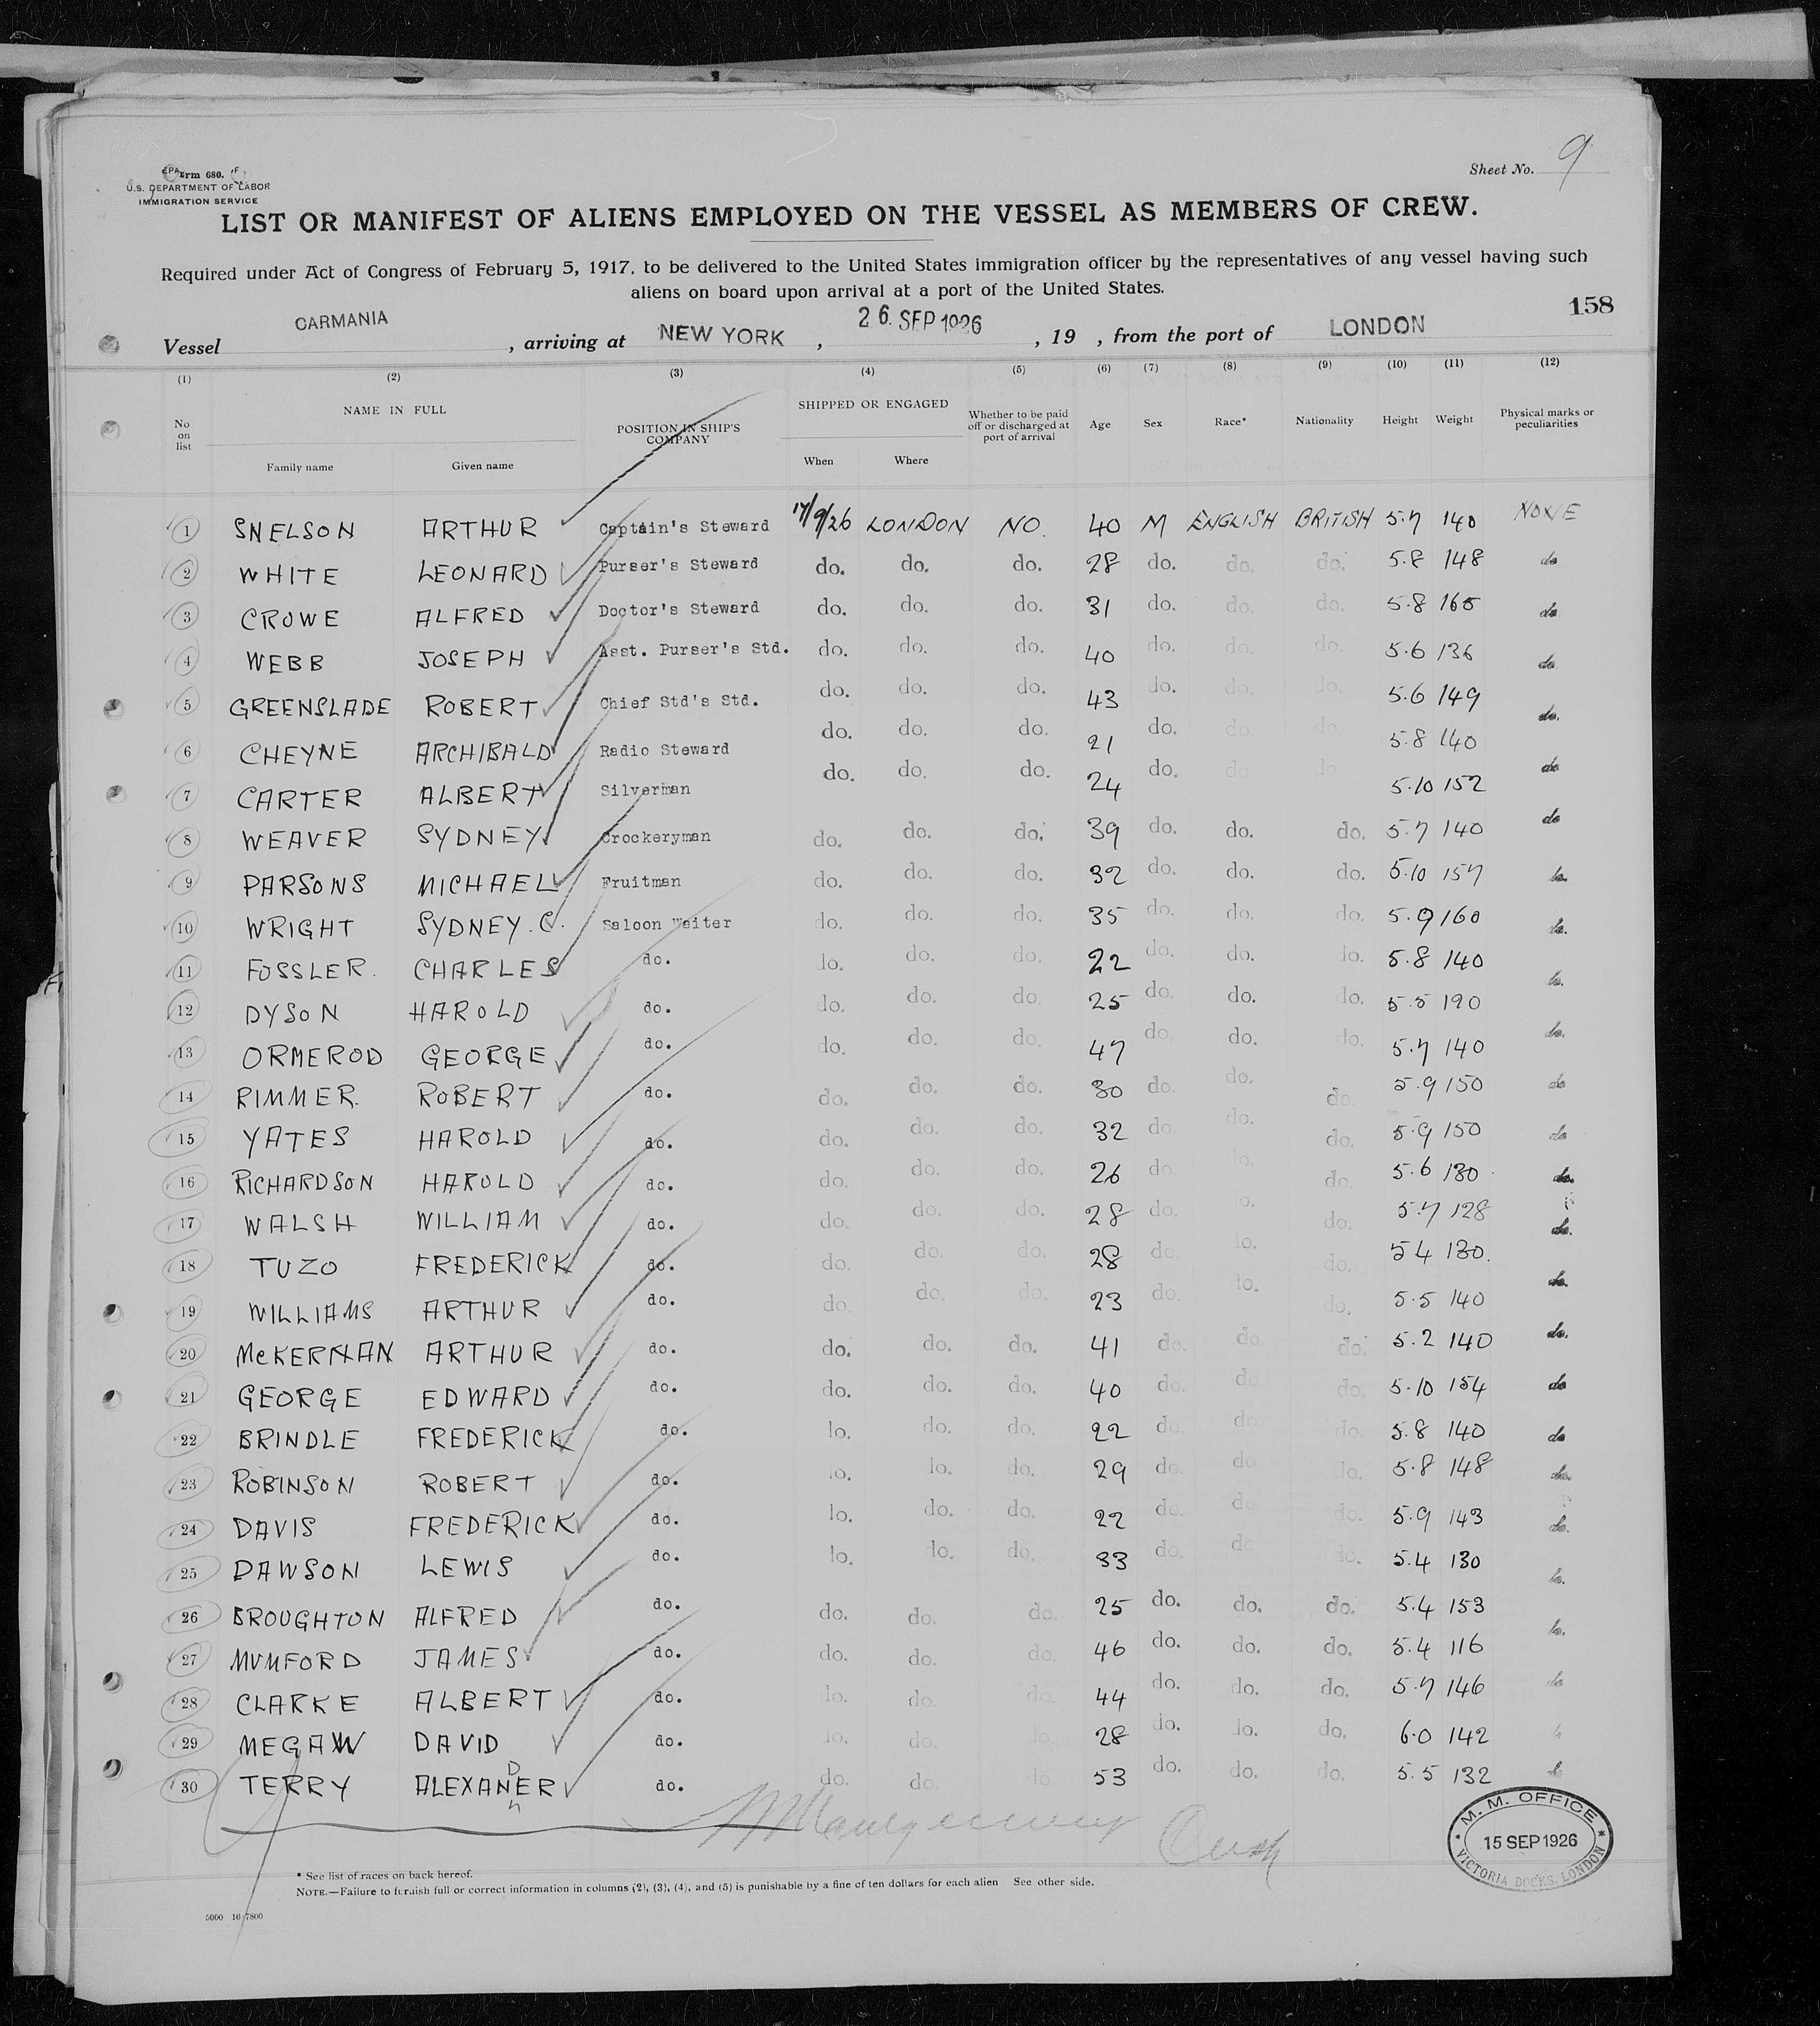 Form 680.
U.S. DEPARTMENT OF LABOR
IMMIGRATION SERVICE
Sheet No. 9
LIST OR MANIFEST OF ALIENS EMPLOYED ON THE VESSEL AS MEMBERS OF CREW.
Required under Act of Congress of February 5, 1917, to be delivered to the United States immigration officer by the representatives of any vessel having such
aliens on board upon arrival at a port of the United States.
158
Vessel CARMANIA, arriving at NEW YORK, 26. SEP 1926, 19 , from the port of LONDON
(1) (2) (3) (4) (5) (6) (7) (8) (9) (10) (11) (12)
No on list NAME IN FULL Family name Given name POSITION IN SHIP'S COMPANY SHIPPED OR ENGAGED When Where Whether to be paid off or discharged at port of arrival Age Sex Race* Nationality Height Weight Physical marks or peculiarities
1 SNELSON ARTHUR Captain's Steward 17/9/26 LONDON NO. 40 M ENGLISH BRITISH 5.7 140 NONE
2 WHITE LEONARD Purser's Steward do. do. do. 28 do. do. do. 5.8 148 do
3 CROWE ALFRED Doctor's Steward do. do. do. 31 do. do. do. 5.8 165 do
4 WEBB JOSEPH Asst. Purser's Std. do. do. do. 40 do. do. do. 5.6 136 do
5 GREENSLADE ROBERT Chief Std's Std. do. do. do. 43 do. do. do. 5.6 149 do.
6 CHEYNE ARCHIBALD Radio Steward do. do. do. 21 do. do. do. 5.8 140 do
7 CARTER ALBERT Silverman do. do. do. 24 do. do. do. 5.10 152 do
8 WEAVER SYDNEY Crockeryman do. do. do. 39 do. do. do. 5.7 140
9 PARSONS MICHAEL Fruitman do. do. do. 32 do. do. do. 5.10 157 do.
10 WRIGHT SYDNEY. C. Saloon Waiter do. do. do. 35 do. do. do. 5.9 160 do.
11 FOSSLER. CHARLES do. do. do. do. 22 do. do. do. 5.8 140 do.
12 DYSON HAROLD do. do. do. do. 25 do. do. do. 5.5 190
13 ORMEROD GEORGE do. do. do. do. 47 do. do. do. 5.7 140 do.
14 RIMMER. ROBERT do. do. do. do. 30 do. do. do. 5.9 150 do
15 YATES HAROLD do. do. do. do. 32 do. do. do. 5.9 150 do
16 RICHARDSON HAROLD do. do. do. do. 26 do. do. do. 5.6 130 do.
17 WALSH WILLIAM do. do. do. do. 28 do. do. do. 5.7 128 do.
18 TUZO FREDERICK do. do. do. do. 28 do. do. do. 5 4 130.
19 WILLIAMS ARTHUR do. do. do. do. 23 do. do. do. 5.5 140 do.
20 McKERNAN ARTHUR do. do. do. do. 41 do. do. do. 5.2 140 do.
21 GEORGE EDWARD do. do. do. do. 40 do. do. do. 5.10 154 do
22 BRINDLE FREDERICK do. do. do. do. 22 do. do. do. 5.8 140 do
23 ROBINSON ROBERT do. do. do. do. 29 do. do. do. 5.8 148 do.
24 DAVIS FREDERICK do. do. do. do. 22 do. do. do. 5.9 143 do.
25 DAWSON LEWIS do. do. do. do. 33 do. do. do. 5.4 130 do.
26 BROUGHTON ALFRED do. do. do. do. 25 do. do. do. 5.4 153
27 MUMFORD JAMES do. do. do. do. 46 do. do. do. 5.4 116 do.
28 CLARKE ALBERT do. do. do. do. 44 do. do. do. 5.7 146 do
29 MEGAW DAVID do. do. do. do. 28 do. do. do. 6.0 142
30 TERRY ALEXANDER do. do. do. do. 53 do. do. do. 5.5 132
M. M. OFFICE
15 SEP 1926
VICTORIA DOCKS, LONDON
* See list of races on back hereof.
NOTE.—Failure to furnish full or correct information in columns (2), (3), (4), and (5) is punishable by a fine of ten dollars for each alien See other side.
5000 16-7800